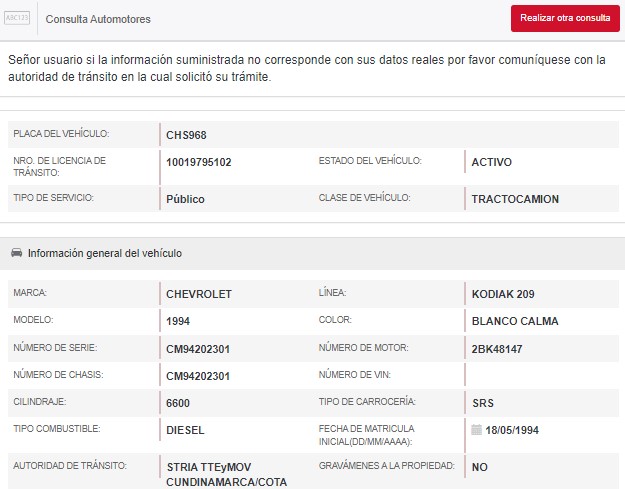 ABC123
Consulta Automotores
Realizar otra consulta
Señor usuario si la información suministrada no corresponde con sus datos reales por favor comuníquese con la
autoridad de tránsito en la cual solicitó su trámite.
PLACA DEL VEHÍCULO: CHS968
NRO. DE LICENCIA DE
TRÁNSITO: 10019795102 ESTADO DEL VEHÍCULO: ACTIVO
TIPO DE SERVICIO: Público CLASE DE VEHÍCULO: TRACTOCAMION
Información general del vehículo
MARCA: CHEVROLET LÍNEA: KODIAK 209
MODELO: 1994 COLOR: BLANCO CALMA
NÚMERO DE SERIE: CM94202301 NÚMERO DE MOTOR: 2BK48147
NÚMERO DE CHASIS: CM94202301 NÚMERO DE VIN:
CILINDRAJE: 6600 TIPO DE CARROCERÍA: SRS
TIPO COMBUSTIBLE: DIESEL FECHA DE MATRICULA
INICIAL(DD/MM/AAAA): 18/05/1994
AUTORIDAD DE TRÁNSITO: STRIA TTEyMOV GRAVÁMENES A LA PROPIEDAD: NO
CUNDINAMARCA/COTA